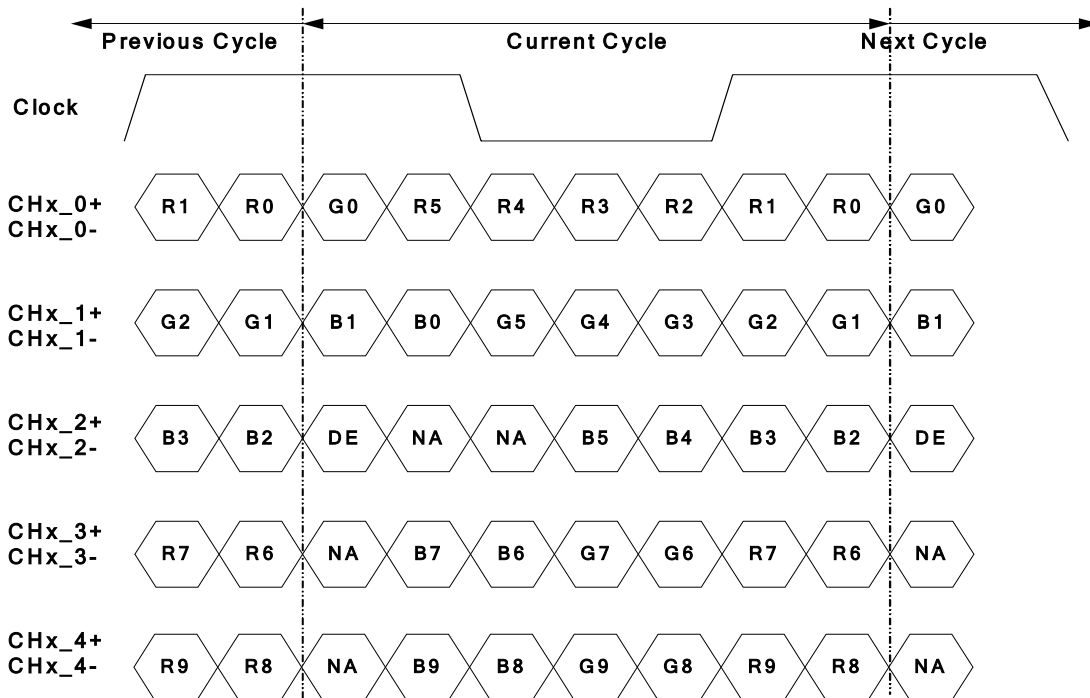 Previous Cycle Current Cycle Next Cycle
Clock
CHx_0+
CHx_0-
R1 R0 G0 R5 R4 R3 R2 R1 R0 G0
CHx_1+
CHx_1-
G2 G1 B1 B0 G5 G4 G3 G2 G1 B1
CHx_2+
CHx_2-
B3 B2 DE NA NA B5 B4 B3 B2 DE
CHx_3+
CHx_3-
R7 R6 NA B7 B6 G7 G6 R7 R6 NA
CHx_4+
CHx_4-
R9 R8 NA B9 B8 G9 G8 R9 R8 NA